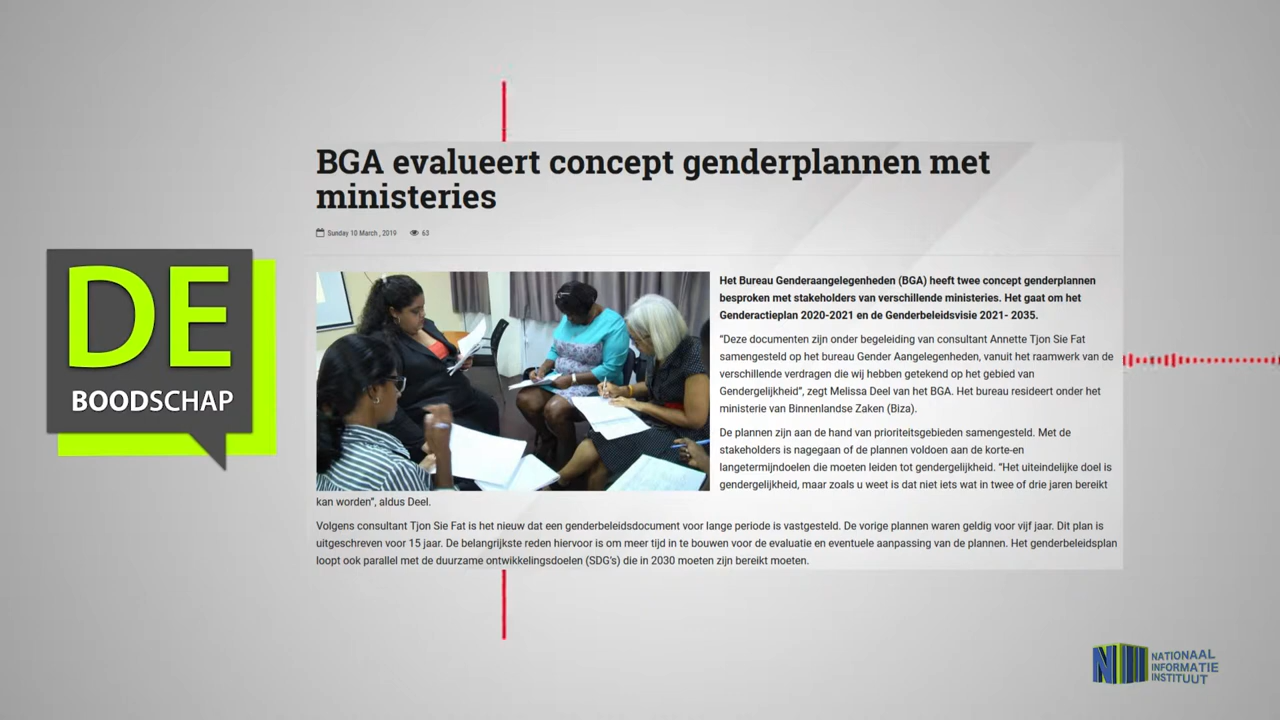 BGA evalueert concept genderplannen met
ministeries
Sunday 10 March , 2019 63
DE
BOODSCHAP
Het Bureau Genderaangelegenheden (BGA) heeft twee concept genderplannen
besproken met stakeholders van verschillende ministeries. Het gaat om het
Genderactieplan 2020-2021 en de Genderbeleidsvisie 2021- 2035.
“Deze documenten zijn onder begeleiding van consultant Annette Tjon Sie Fat
samengesteld op het bureau Gender Aangelegenheden, vanuit het raamwerk van de
verschillende verdragen die wij hebben getekend op het gebied van
Gendergelijkheid”, zegt Melissa Deel van het BGA. Het bureau resideert onder het
ministerie van Binnenlandse Zaken (Biza).
De plannen zijn aan de hand van prioriteitsgebieden samengesteld. Met de
stakeholders is nagegaan of de plannen voldoen aan de korte-en
langetermijndoelen die moeten leiden tot gendergelijkheid. “Het uiteindelijke doel is
gendergelijkheid, maar zoals u weet is dat niet iets wat in twee of drie jaren bereikt
kan worden”, aldus Deel.
Volgens consultant Tjon Sie Fat is het nieuw dat een genderbeleidsdocument voor lange periode is vastgesteld. De vorige plannen waren geldig voor vijf jaar. Dit plan is
uitgeschreven voor 15 jaar. De belangrijkste reden hiervoor is om meer tijd in te bouwen voor de evaluatie en eventuele aanpassing van de plannen. Het genderbeleidsplan
loopt ook parallel met de duurzame ontwikkelingsdoelen (SDG's) die in 2030 moeten zijn bereikt moeten.
NII NATIONAAL
INFORMATIE
INSTITUUT